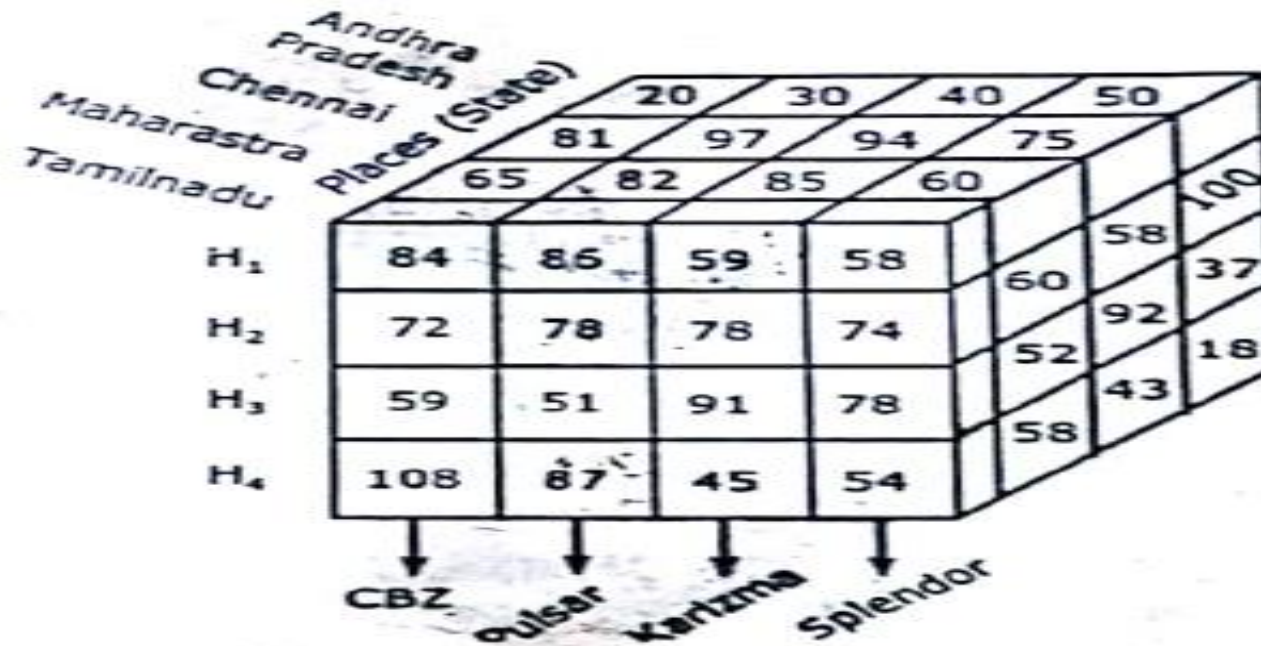 Andhra
Pradesh
Chennai
Maharastra
Tamilnadu
Places (State)
20 30 40 50
81 97 94 75
65 82 85 60
H₁ 84 86 59 58
H₂ 72 78 78 74
H₃ 59 51 91 78
H₄ 108 67 45 54
60 58 100
52 92 37
58 43 18
CBZ Pulsar Karizma Splendor